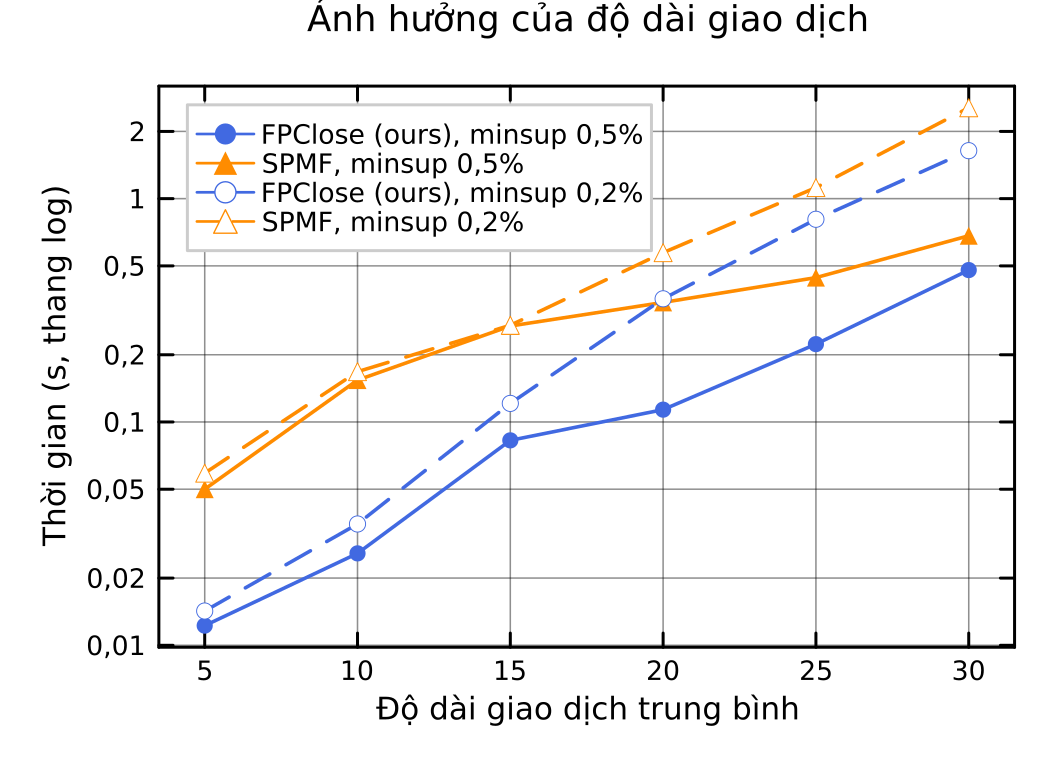 Ảnh hưởng của độ dài giao dịch
FPClose (ours), minsup 0,5%
SPMF, minsup 0,5%
FPClose (ours), minsup 0,2%
SPMF, minsup 0,2%
Thời gian (s, thang log)
2
1
0,5
0,2
0,1
0,05
0,02
0,01
5
10
15
20
25
30
Độ dài giao dịch trung bình